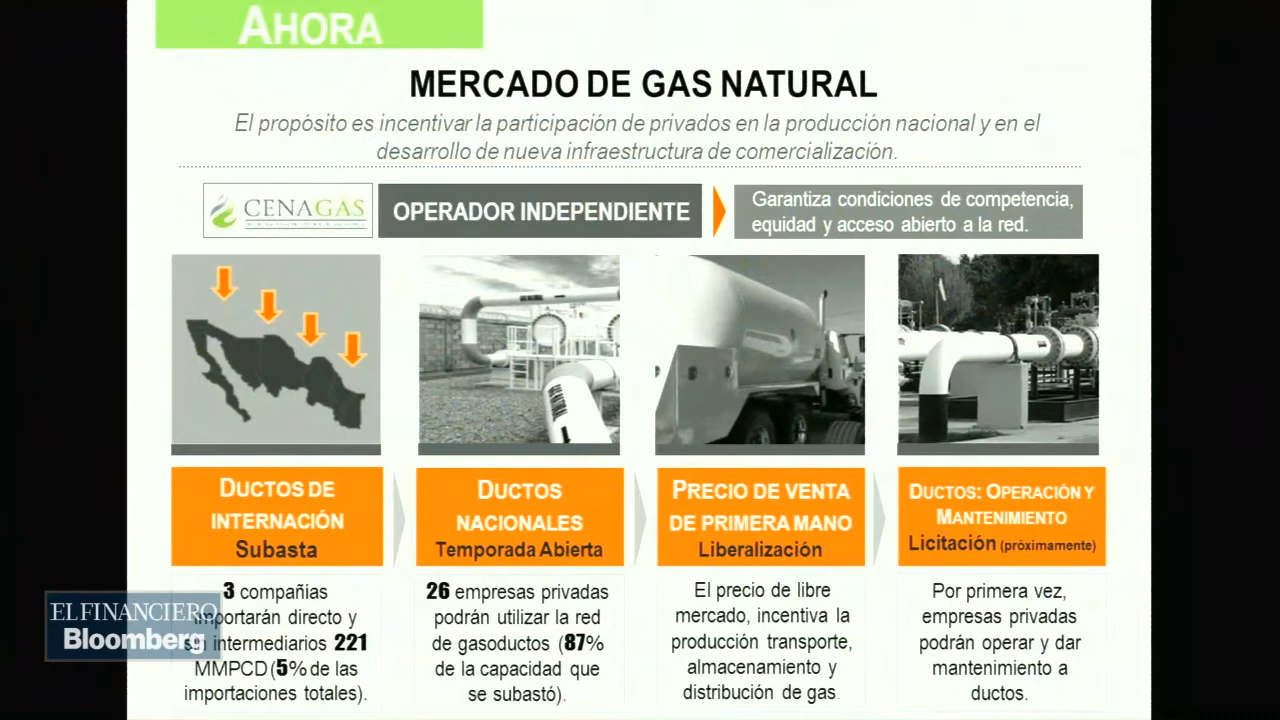 AHORA
MERCADO DE GAS NATURAL
El propósito es incentivar la participación de privados en la producción nacional y en el
desarrollo de nueva infraestructura de comercialización.
CENAGAS
OPERADOR INDEPENDIENTE
Garantiza condiciones de competencia,
equidad y acceso abierto a la red.
DUCTOS DE
INTERNACIÓN
Subasta
3 compañías
importarán directo y
sin intermediarios 221
MMPCD (5% de las
importaciones totales).
DUCTOS
NACIONALES
Temporada Abierta
26 empresas privadas
podrán utilizar la red
de gasoductos (87%
de la capacidad que
se subastó).
PRECIO DE VENTA
DE PRIMERA MANO
Liberalización
El precio de libre
mercado, incentiva la
producción transporte,
almacenamiento y
distribución de gas.
DUCTOS: OPERACIÓN Y
MANTENIMIENTO
Licitación (próximamente)
Por primera vez,
empresas privadas
podrán operar y dar
mantenimiento a
ductos.
EL FINANCIERO
Bloomberg